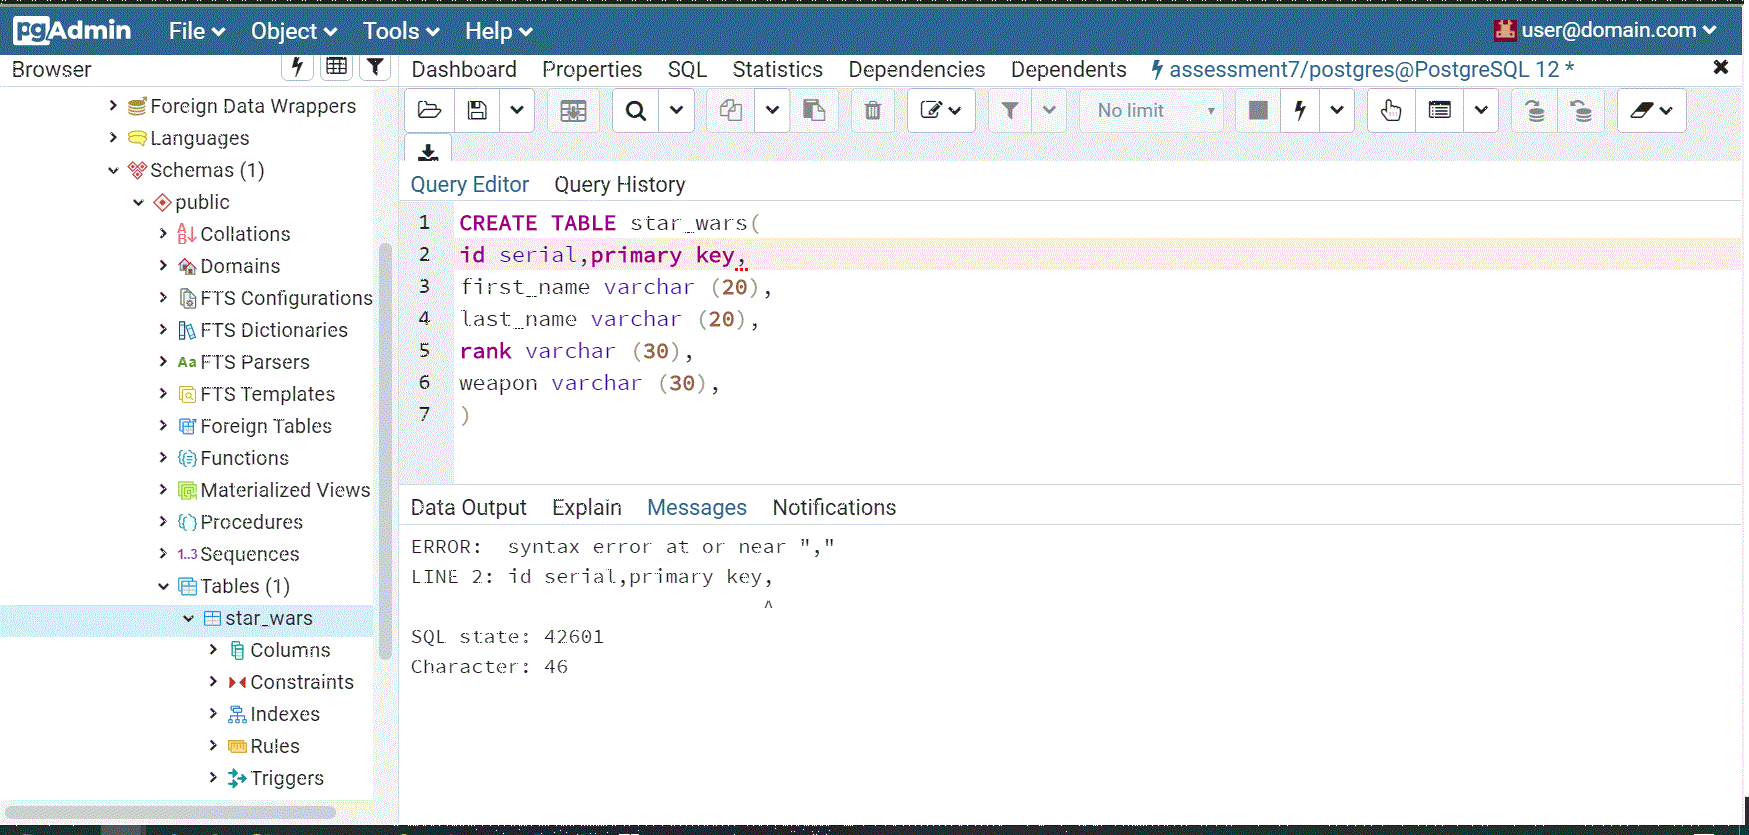 pgAdmin File Object Tools Help user@domain.com
Browser
Dashboard Properties SQL Statistics Dependencies Dependents assessment7/postgres@PostgreSQL 12 *
No limit
Foreign Data Wrappers
Languages
Schemas (1)
public
Collations
Domains
FTS Configurations
FTS Dictionaries
Aa FTS Parsers
FTS Templates
Foreign Tables
Functions
Materialized Views
Procedures
1..3 Sequences
Tables (1)
star_wars
Columns
Constraints
Indexes
Rules
Triggers
Query Editor Query History
1 CREATE TABLE star_wars(
2 id serial,primary key,
3 first_name varchar (20),
4 last_name varchar (20),
5 rank varchar (30),
6 weapon varchar (30),
7 )
Data Output Explain Messages Notifications
ERROR: syntax error at or near ","
LINE 2: id serial,primary key,
^
SQL state: 42601
Character: 46